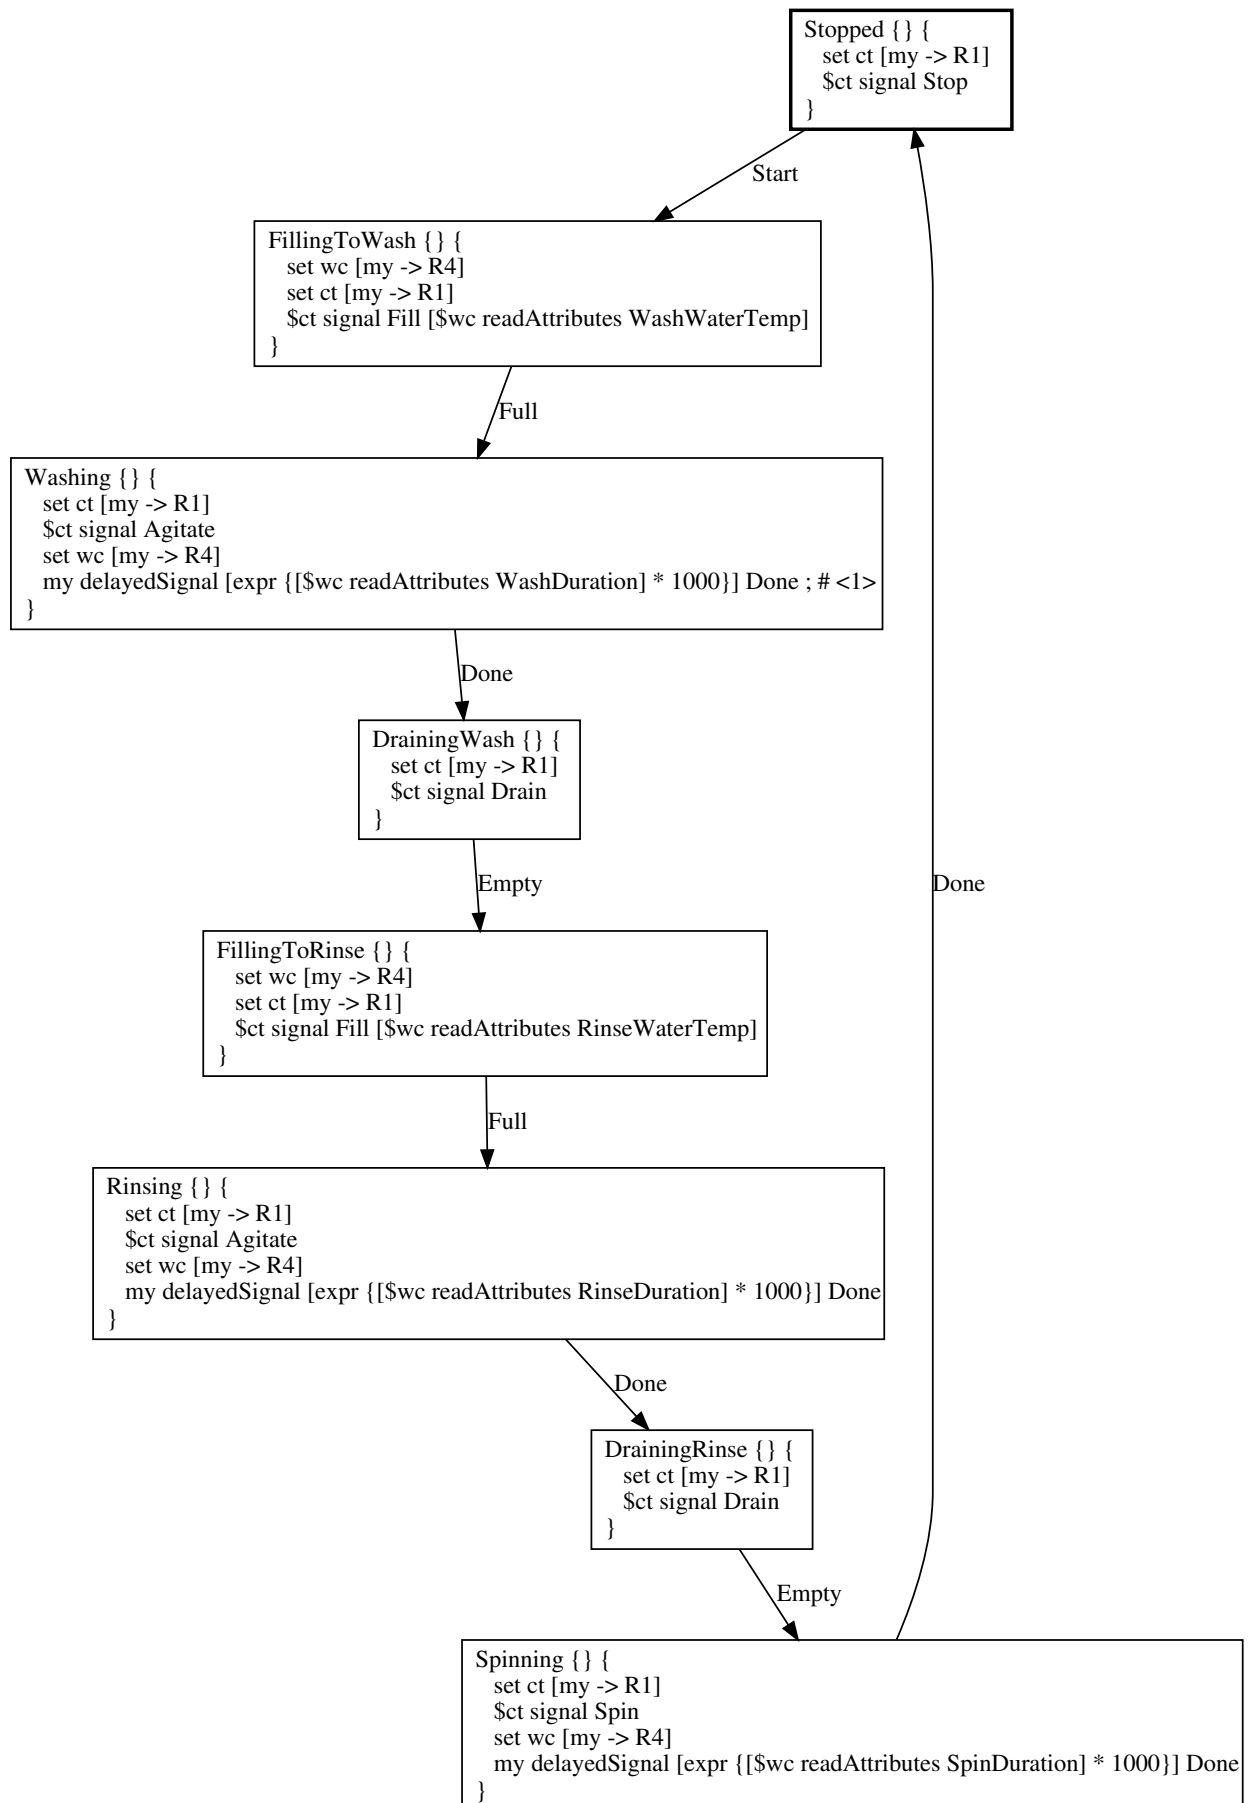 Stopped {} {
set ct [my -> R1]
$ct signal Stop
}
Start
FillingToWash {} {
set wc [my -> R4]
set ct [my -> R1]
$ct signal Fill [$wc readAttributes WashWaterTemp]
}
Full
Washing {} {
set ct [my -> R1]
$ct signal Agitate
set wc [my -> R4]
my delayedSignal [expr {[$wc readAttributes WashDuration] * 1000}] Done ; # <1>
}
Done
DrainingWash {} {
set ct [my -> R1]
$ct signal Drain
}
Empty
Done
FillingToRinse {} {
set wc [my -> R4]
set ct [my -> R1]
$ct signal Fill [$wc readAttributes RinseWaterTemp]
}
Full
Rinsing {} {
set ct [my -> R1]
$ct signal Agitate
set wc [my -> R4]
my delayedSignal [expr {[$wc readAttributes RinseDuration] * 1000}] Done
}
Done
DrainingRinse {} {
set ct [my -> R1]
$ct signal Drain
}
Empty
Spinning {} {
set ct [my -> R1]
$ct signal Spin
set wc [my -> R4]
my delayedSignal [expr {[$wc readAttributes SpinDuration] * 1000}] Done
}